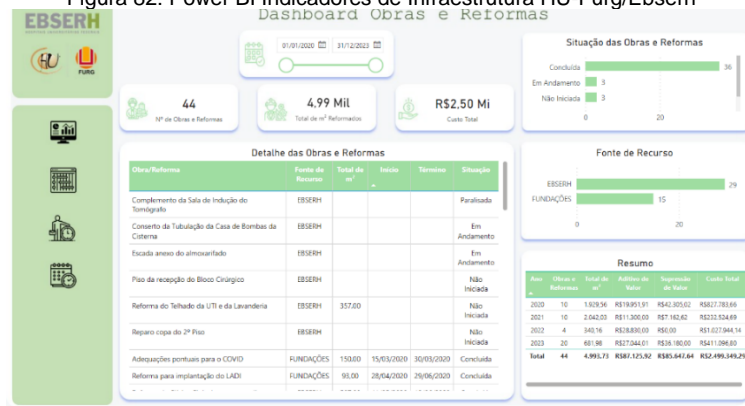 Figura 82: Power BI Indicadores de Infraestrutura HU-Furg/Ebserh
EBSERH
HU
FURG
Dashboard Obras e Reformas
01/01/2020 31/12/2023
44
Nº de Obras e Reformas
4,99 Mil
Total de m² Reformados
R$2,50 Mi
Custo Total
Situação das Obras e Reformas
Concluída 36
Em Andamento 3
Não Iniciada 3
0 20
Detalhe das Obras e Reformas
Obra/Reforma Fonte de Recurso Total de m² Início Término Situação
Complemento da Sala de Indução do Tomógrafo EBSERH Paralisada
Conserto da Tubulação da Casa de Bombas da Cisterna EBSERH Em Andamento
Escada anexo do almoxarifado EBSERH Em Andamento
Piso da recepção do Bloco Cirúrgico EBSERH Não Iniciada
Reforma do Telhado da UTI e da Lavanderia EBSERH 357,00 Não Iniciada
Reparo copa do 2º Piso EBSERH Não Iniciada
Adequações pontuais para o COVID FUNDAÇÕES 150,00 15/03/2020 30/03/2020 Concluída
Reforma para implantação do LADI FUNDAÇÕES 93,00 28/04/2020 29/06/2020 Concluída
Fonte de Recurso
EBSERH 29
FUNDAÇÕES 15
0 20
Resumo
Ano Obras e Reformas Total de m² Aditivo de Valor Supressão de Valor Custo Total
2020 10 1.929,56 R$19.951,91 R$42.305,02 R$827.783,66
2021 10 2.042,03 R$11.300,00 R$7.162,62 R$232.524,69
2022 4 340,16 R$28.830,00 R$0,00 R$1.027.944,14
2023 20 681,98 R$27.044,01 R$36.180,00 R$411.096,80
Total 44 4.993,73 R$87.125,92 R$85.647,64 R$2.499.349,29